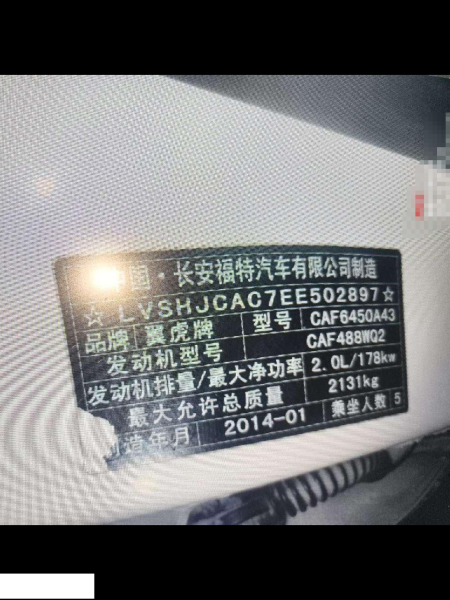 中国·长安福特汽车有限公司制造
☆LVSHJCAC7EE502897☆
品牌 翼虎牌 型号 CAF6450A43
发动机型号 CAF488WQ2
发动机排量/最大净功率 2.0L/178kw
最大允许总质量 2131kg
制造年月 2014-01 乘坐人数 5